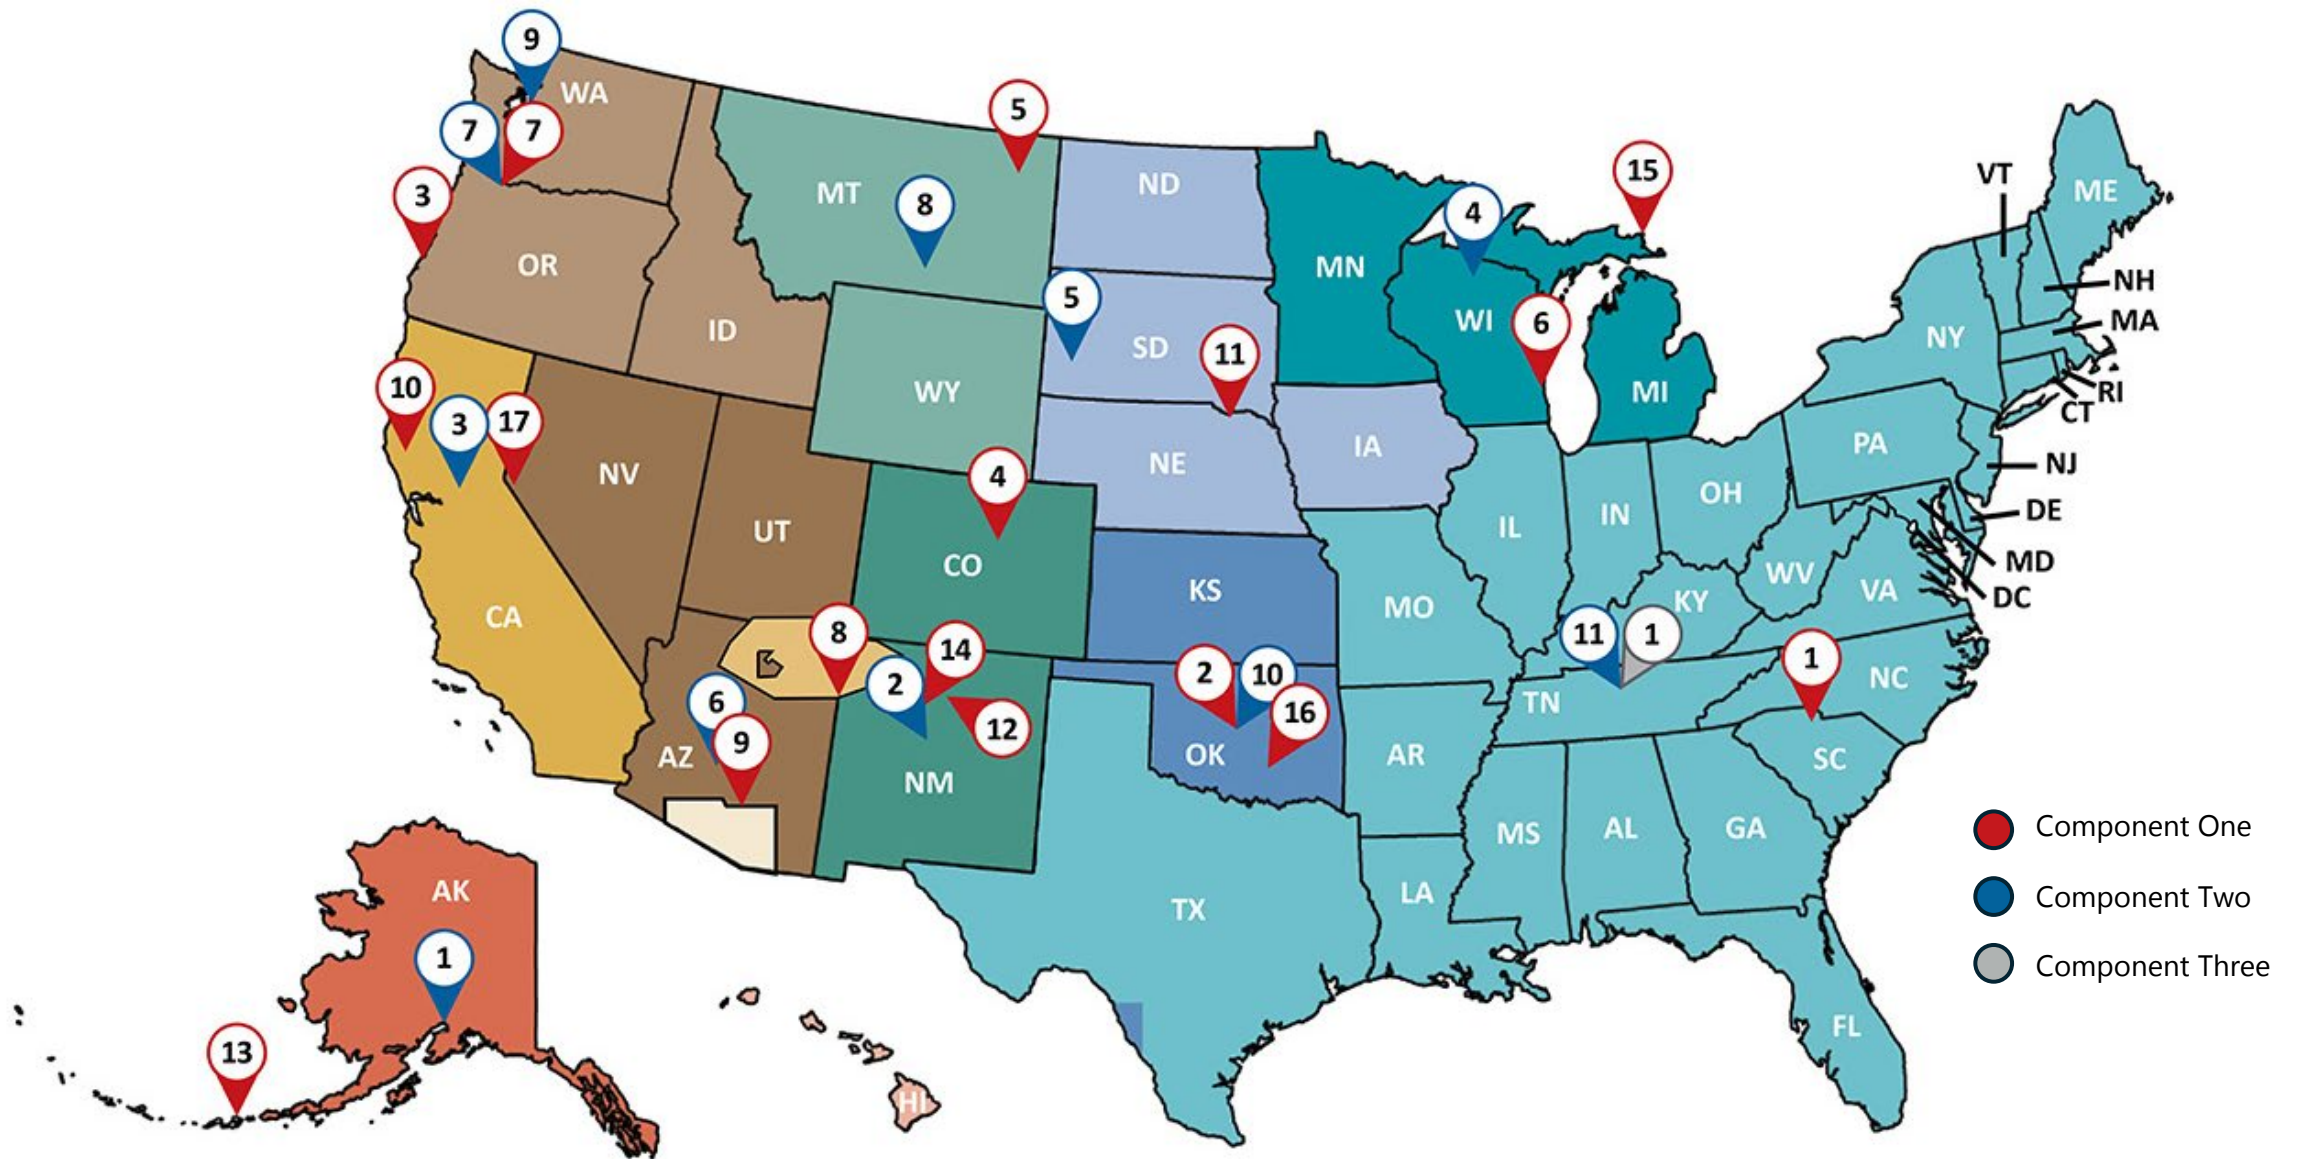 9
WA
7
7
5
3
MT
8
ND
15
4
VT
ME
OR
MN
NH
5
ID
SD
11
WI
6
MA
NY
10
3
17
WY
MI
RI
CT
NV
4
NE
IA
PA
NJ
UT
CO
IL
IN
OH
DE
CA
KS
MO
KY
WV
VA
MD
DC
8
14
2
11
1
1
NC
6
9
12
2
10
16
TN
AZ
NM
OK
AR
SC
MS
AL
GA
Component One
AK
TX
LA
Component Two
1
Component Three
13
HI
FL